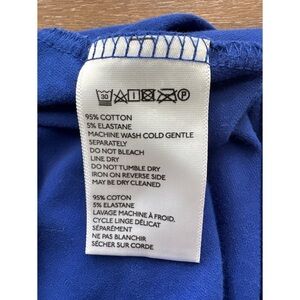 30 P
95% COTTON
5% ELASTANE
MACHINE WASH COLD GENTLE
SEPARATELY
DO NOT BLEACH
LINE DRY
DO NOT TUMBLE DRY
IRON ON REVERSE SIDE
MAY BE DRY CLEANED
95% COTON
5% ELASTANE
LAVAGE MACHINE À FROID,
CYCLE LINGE DÉLICAT
SÉPARÉMENT
NE PAS BLANCHIR
SÉCHER SUR CORDE